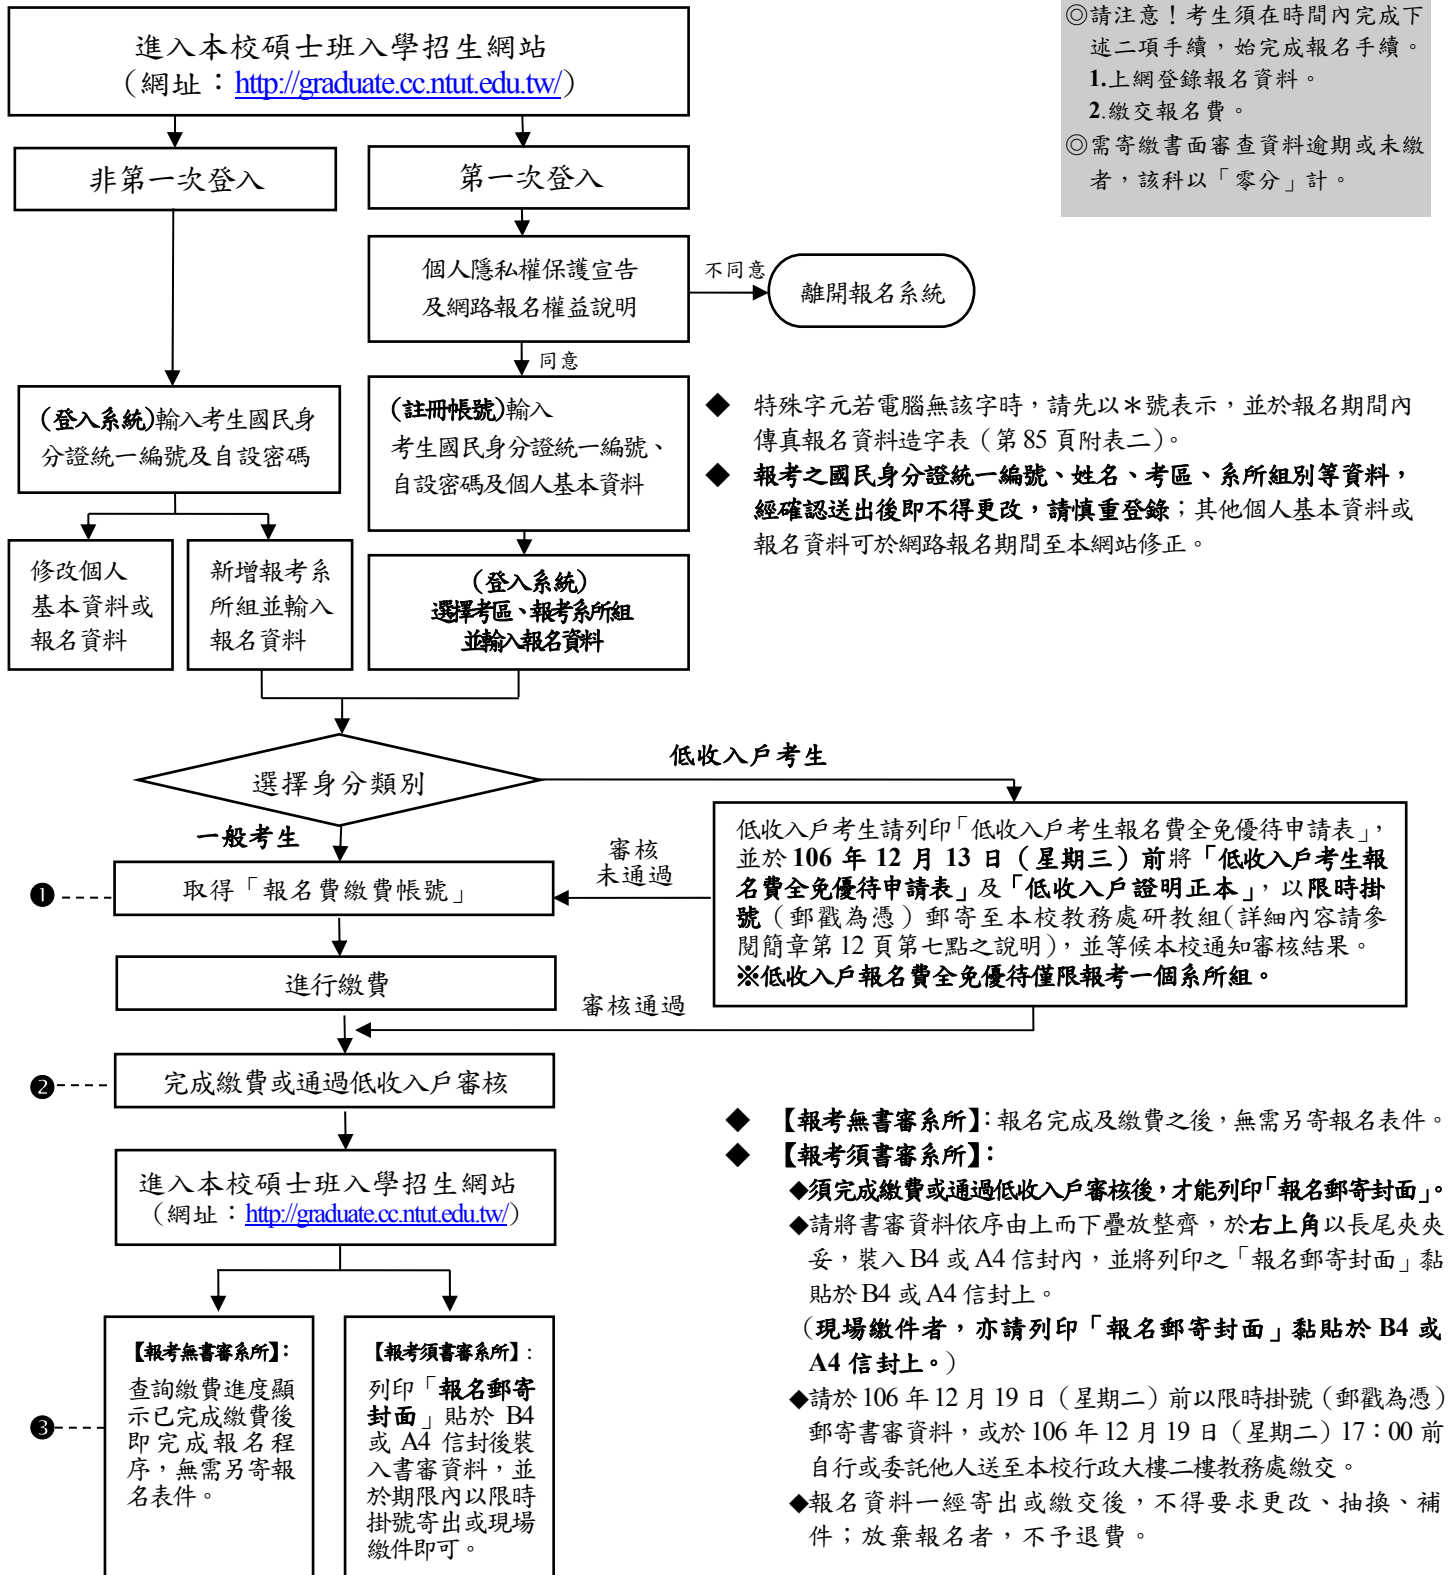 進入本校碩士班入學招生網站
（網址：http://graduate.cc.ntut.edu.tw/）
◎請注意！考生須在時間內完成下
述二項手續，始完成報名手續。
1.上網登錄報名資料。
2.繳交報名費。
◎需寄繳書面審查資料逾期或未繳
者，該科以「零分」計。
非第一次登入
第一次登入
個人隱私權保護宣告
及網路報名權益說明
不同意
離開報名系統
同意
(登入系統)輸入考生國民身
分證統一編號及自設密碼
(註冊帳號)輸入
考生國民身分證統一編號、
自設密碼及個人基本資料
◆ 特殊字元若電腦無該字時，請先以＊號表示，並於報名期間內
傳真報名資料造字表（第 85 頁附表二）。
◆ 報考之國民身分證統一編號、姓名、考區、系所組別等資料，
經確認送出後即不得更改，請慎重登錄；其他個人基本資料或
報名資料可於網路報名期間至本網站修正。
修改個人
基本資料或
報名資料
新增報考系
所組並輸入
報名資料
(登入系統)
選擇考區、報考系所組
並輸入報名資料
選擇身分類別
低收入戶考生
一般考生
低收入戶考生請列印「低收入戶考生報名費全免優待申請表」，
並於 106 年 12 月 13 日（星期三）前將「低收入戶考生報
名費全免優待申請表」及「低收入戶證明正本」，以限時掛
號（郵戳為憑）郵寄至本校教務處研教組(詳細內容請參
閱簡章第 12 頁第七點之說明)，並等候本校通知審核結果。
※低收入戶報名費全免優待僅限報考一個系所組。
審核
未通過
❶
取得「報名費繳費帳號」
進行繳費
審核通過
❷
完成繳費或通過低收入戶審核
進入本校碩士班入學招生網站
（網址：http://graduate.cc.ntut.edu.tw/）
◆ 【報考無書審系所】：報名完成及繳費之後，無需另寄報名表件。
◆ 【報考須書審系所】：
◆須完成繳費或通過低收入戶審核後，才能列印「報名郵寄封面」。
◆請將書審資料依序由上而下疊放整齊，於右上角以長尾夾夾
妥，裝入 B4 或 A4 信封內，並將列印之「報名郵寄封面」黏
貼於 B4 或 A4 信封上。
（現場繳件者，亦請列印「報名郵寄封面」黏貼於 B4 或
A4 信封上。）
◆請於 106 年 12 月 19 日（星期二）前以限時掛號（郵戳為憑）
郵寄書審資料，或於 106 年 12 月 19 日（星期二）17：00 前
自行或委託他人送至本校行政大樓二樓教務處繳交。
◆報名資料一經寄出或繳交後，不得要求更改、抽換、補
件；放棄報名者，不予退費。
❸
【報考無書審系所】：
查詢繳費進度顯
示已完成繳費後
即完成報名程
序，無需另寄報
名表件。
【報考須書審系所】：
列印「報名郵寄
封面」貼於 B4
或 A4 信封後裝
入書審資料，並
於期限內以限時
掛號寄出或現場
繳件即可。